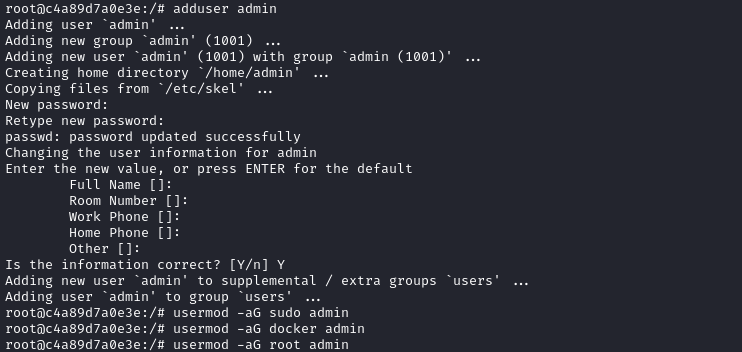 root@c4a89d7a0e3e:/# adduser admin
Adding user `admin' ...
Adding new group `admin' (1001) ...
Adding new user `admin' (1001) with group `admin (1001)' ...
Creating home directory `/home/admin' ...
Copying files from `/etc/skel' ...
New password:
Retype new password:
passwd: password updated successfully
Changing the user information for admin
Enter the new value, or press ENTER for the default
        Full Name []:
        Room Number []:
        Work Phone []:
        Home Phone []:
        Other []:
Is the information correct? [Y/n] Y
Adding new user `admin' to supplemental / extra groups `users' ...
Adding user `admin' to group `users' ...
root@c4a89d7a0e3e:/# usermod -aG sudo admin
root@c4a89d7a0e3e:/# usermod -aG docker admin
root@c4a89d7a0e3e:/# usermod -aG root admin